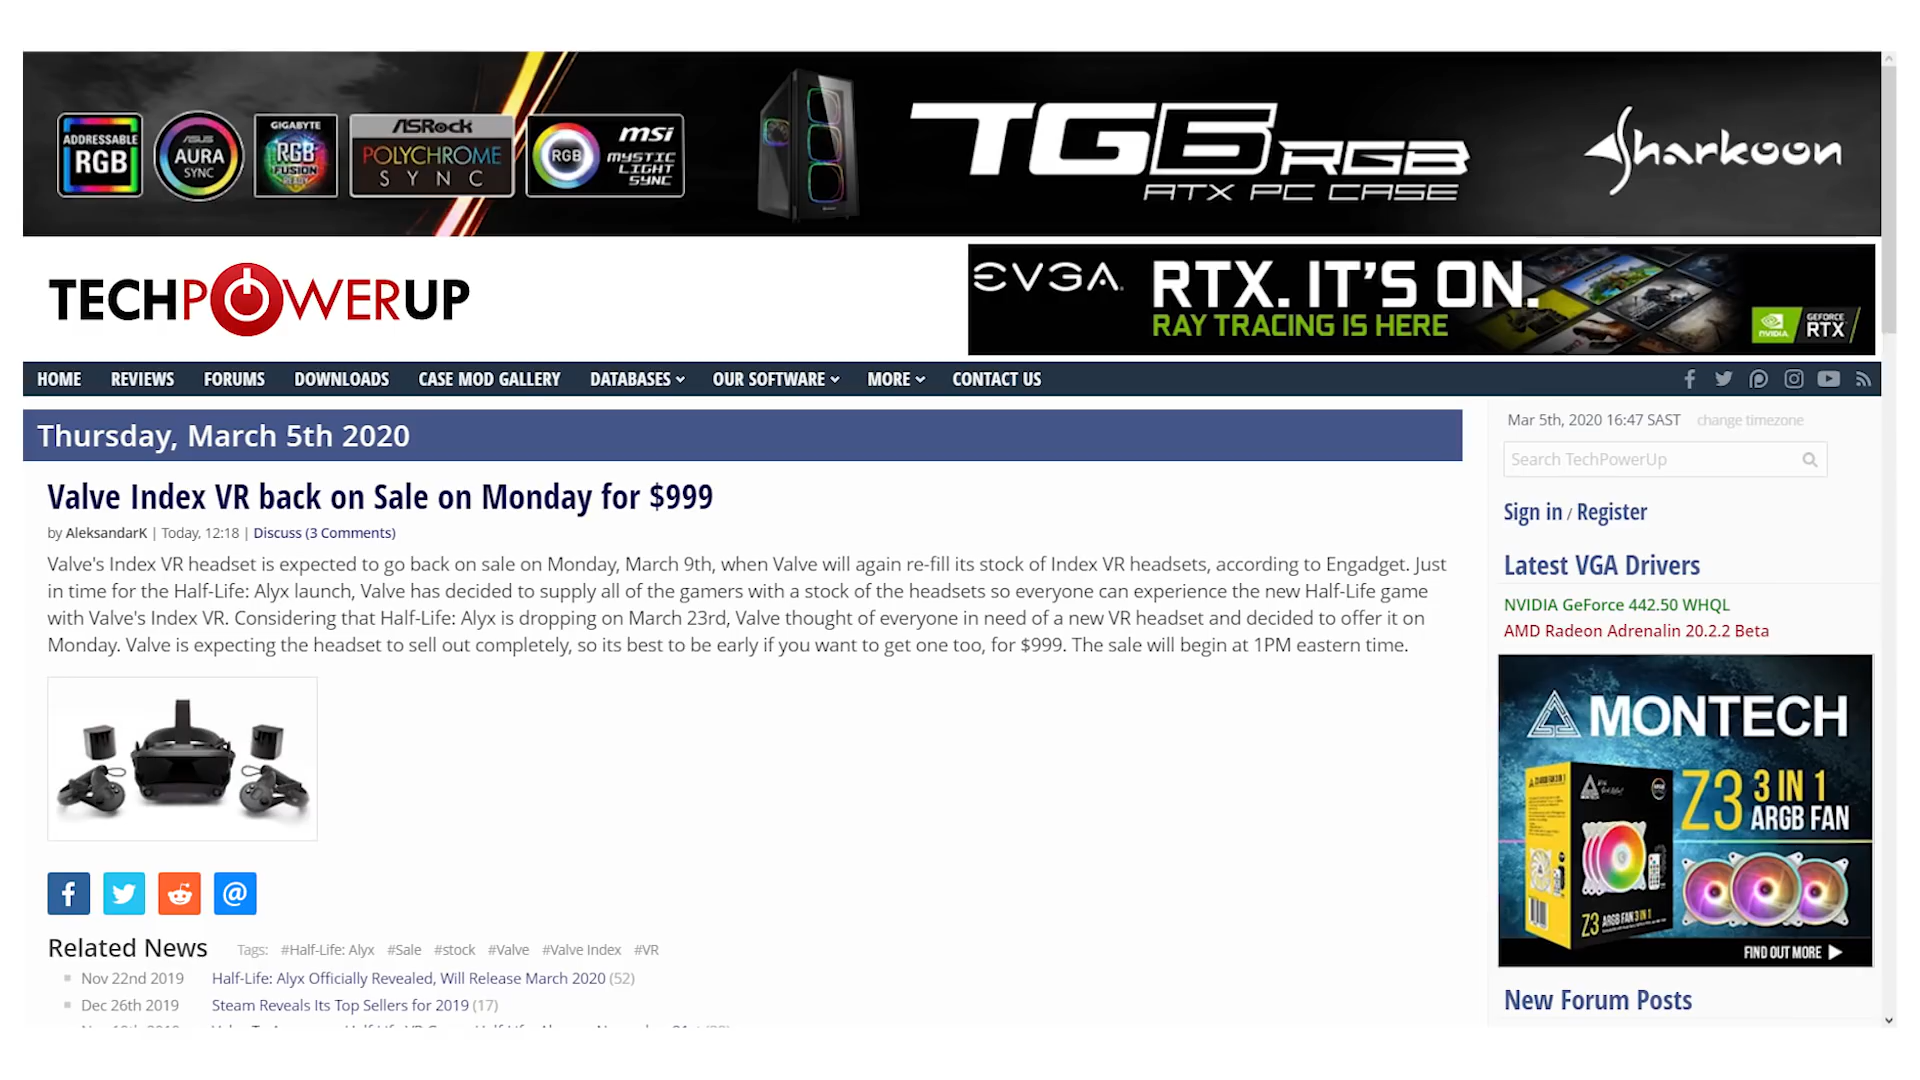 ADDRESSABLE
RGB
ASUS
AURA
SYNC
GIGABYTE
RGB
FUSION
READY
ASRock
POLYCHROME
SYNC
RGB
msi
MYSTIC
LIGHT
SYNC
TG6 RGB
ATX PC CASE
Sharkoon
TECHPOWERUP
EVGA.
RTX. IT'S ON.
RAY TRACING IS HERE
NVIDIA.
GEFORCE
RTX
HOME REVIEWS FORUMS DOWNLOADS CASE MOD GALLERY DATABASES OUR SOFTWARE MORE CONTACT US
Thursday, March 5th 2020
Valve Index VR back on Sale on Monday for $999
by AleksandarK | Today, 12:18 | Discuss (3 Comments)
Valve's Index VR headset is expected to go back on sale on Monday, March 9th, when Valve will again re-fill its stock of Index VR headsets, according to Engadget. Just
in time for the Half-Life: Alyx launch, Valve has decided to supply all of the gamers with a stock of the headsets so everyone can experience the new Half-Life game
with Valve's Index VR. Considering that Half-Life: Alyx is dropping on March 23rd, Valve thought of everyone in need of a new VR headset and decided to offer it on
Monday. Valve is expecting the headset to sell out completely, so its best to be early if you want to get one too, for $999. The sale will begin at 1PM eastern time.
Related News Tags: #Half-Life: Alyx #Sale #stock #Valve #Valve Index #VR
Nov 22nd 2019 Half-Life: Alyx Officially Revealed, Will Release March 2020 (52)
Dec 26th 2019 Steam Reveals Its Top Sellers for 2019 (17)
Mar 5th, 2020 16:47 SAST change timezone
Search TechPowerUp
Sign in / Register
Latest VGA Drivers
NVIDIA GeForce 442.50 WHQL
AMD Radeon Adrenalin 20.2.2 Beta
MONTECH
Z3 3 IN 1
ARGB FAN
Z3 ARGB FAN 3 IN 1
FIND OUT MORE
New Forum Posts